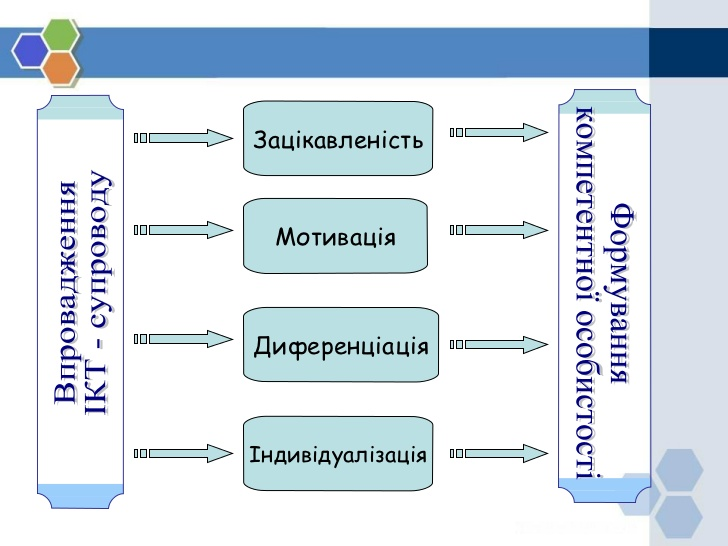 Впровадження
ІКТ - супроводу
Зацікавленість
Мотивація
Диференціація
Індивідуалізація
Формування
компетентної особистості